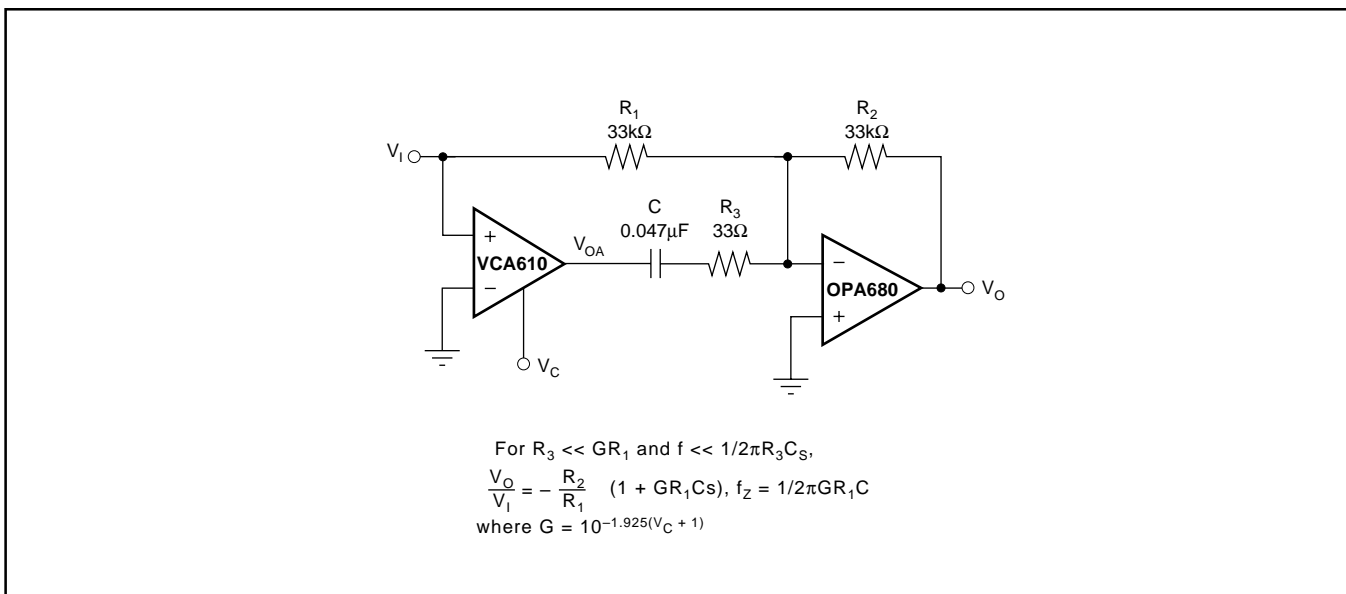 R1
33kΩ
R2
33kΩ
VI
C
0.047µF
R3
33Ω
+
VCA610
–
VOA
–
OPA680
+
VO
VC
For R3 << GR1 and f << 1/2πR3CS,
VO/VI = – R2/R1 (1 + GR1Cs), fZ = 1/2πGR1C
where G = 10^–1.925(VC + 1)